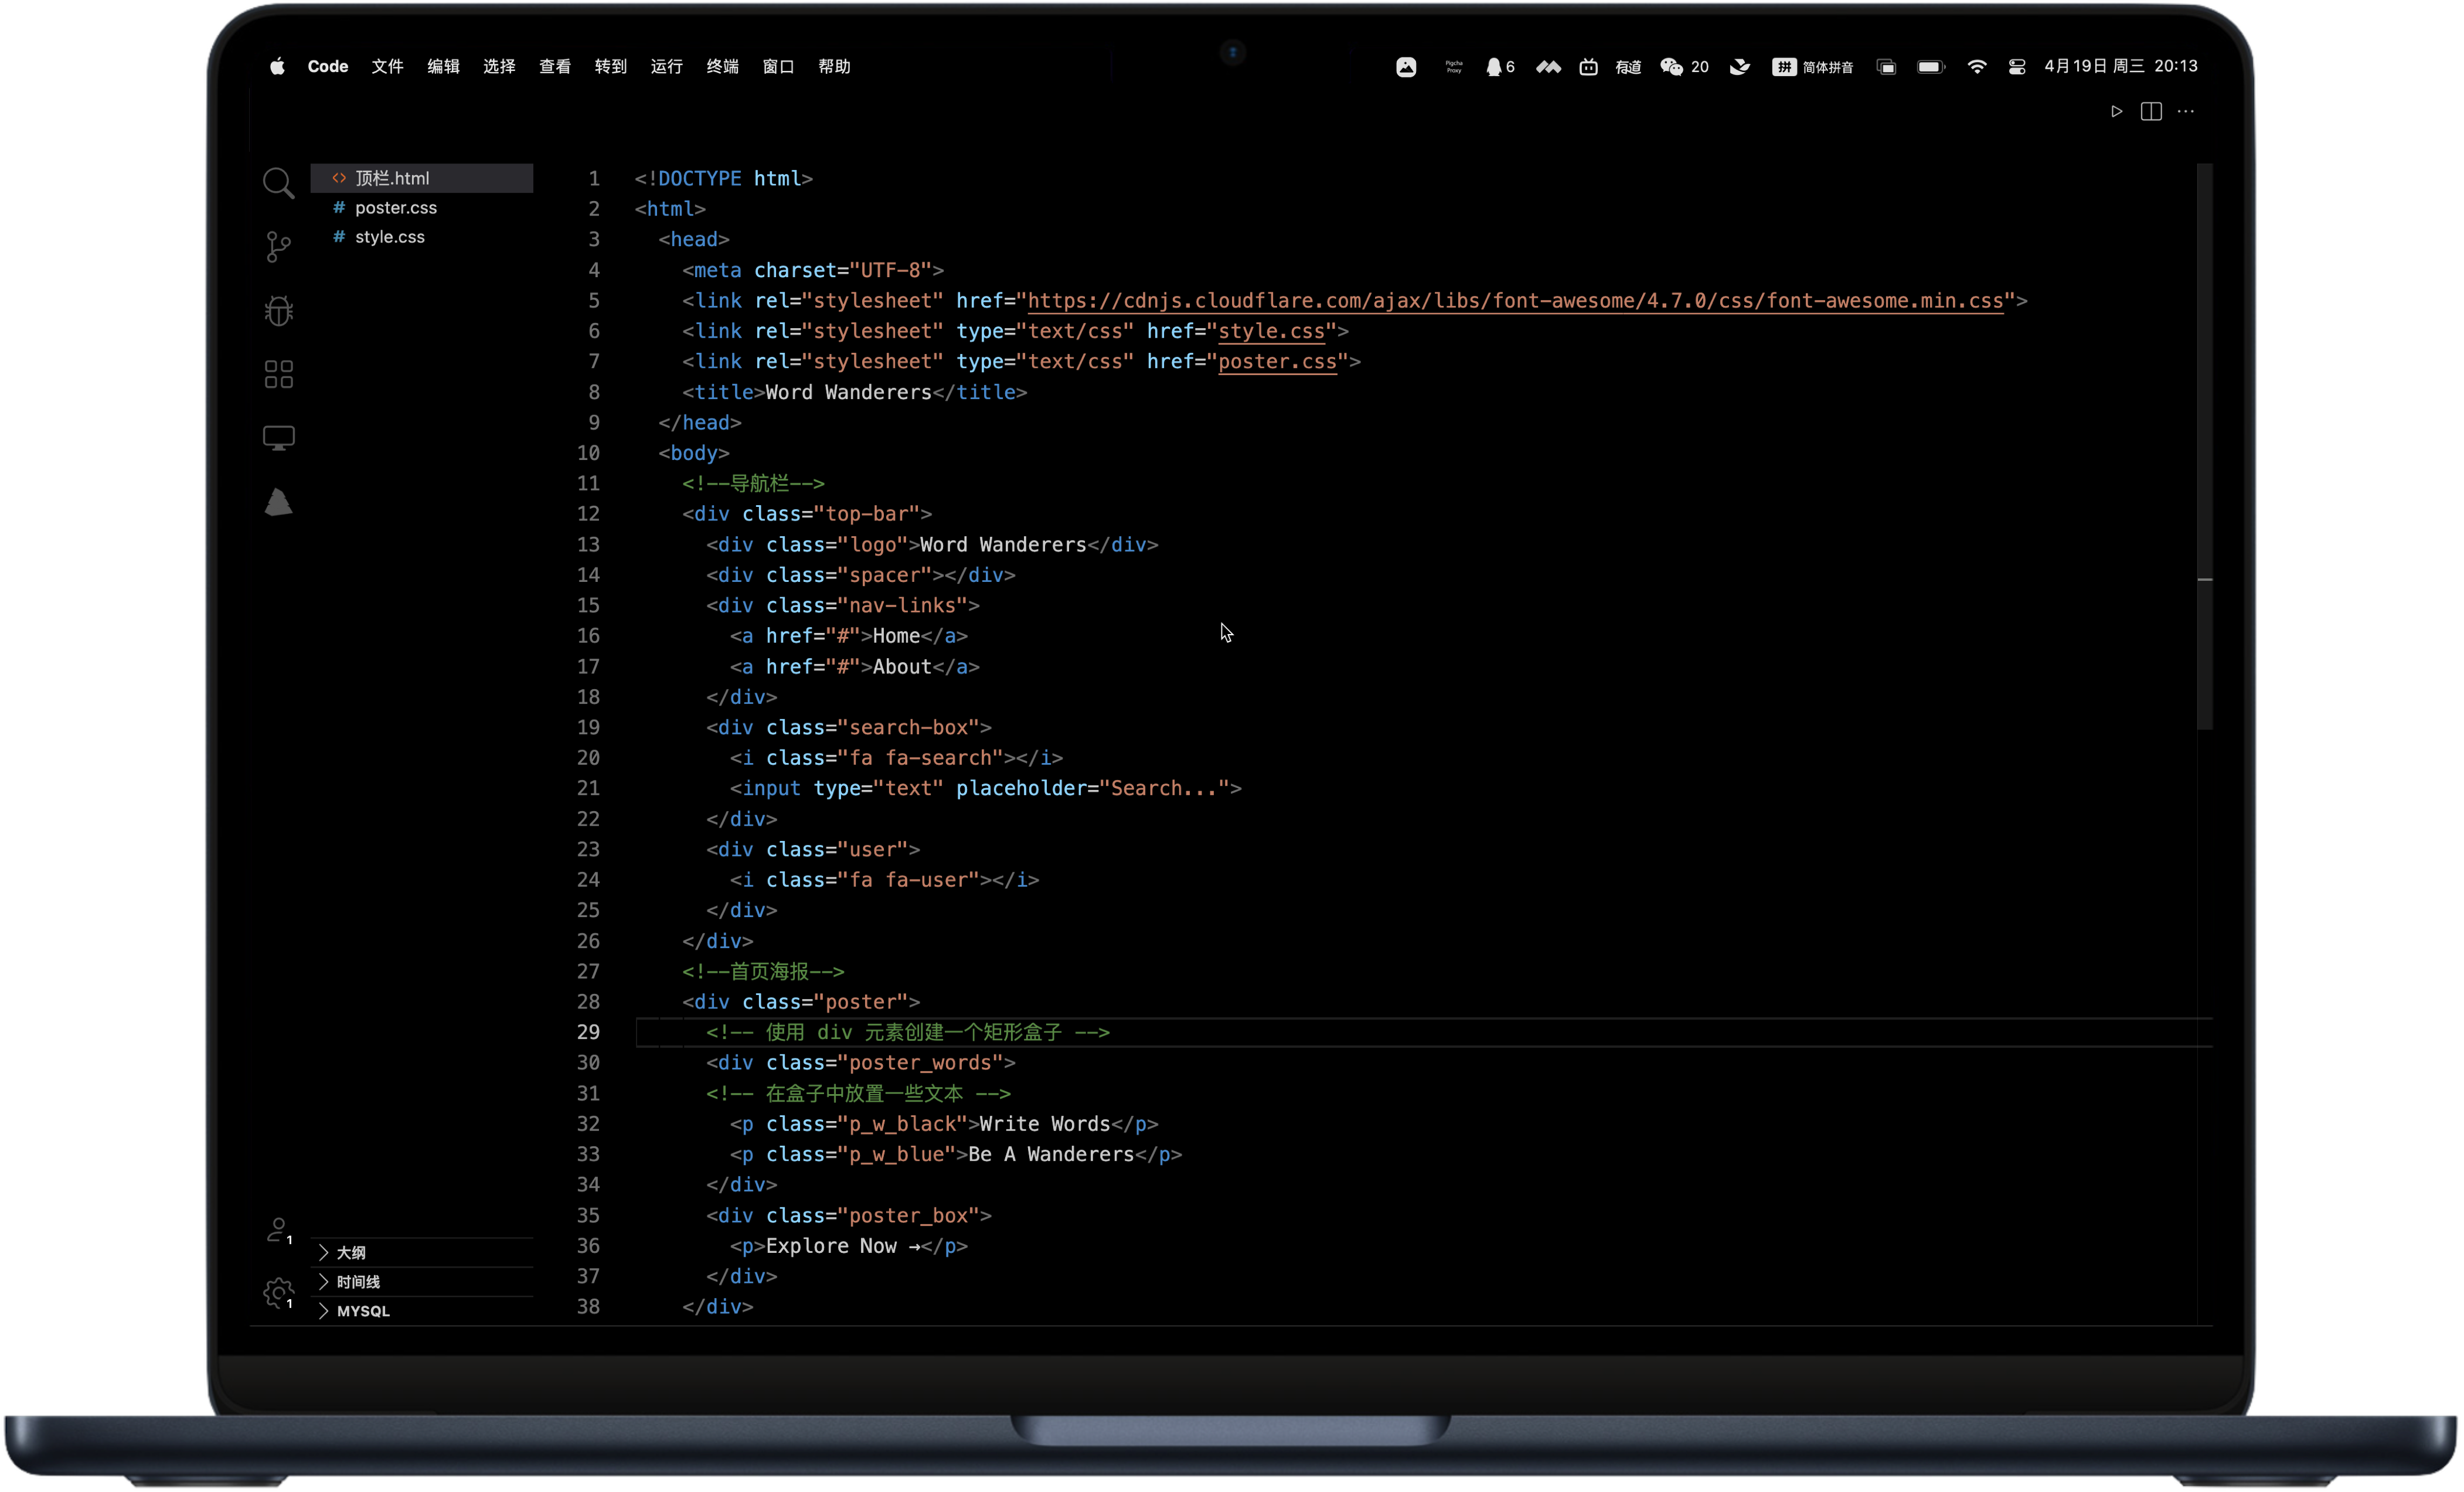 Code 文件 编辑 选择 查看 转到 运行 终端 窗口 帮助 Pigcha Proxy 6 有道 20 拼 简体拼音 4月19日 周三 20:13
顶栏.html
poster.css
style.css
1 <!DOCTYPE html>
2 <html>
3 <head>
4 <meta charset="UTF-8">
5 <link rel="stylesheet" href="https://cdnjs.cloudflare.com/ajax/libs/font-awesome/4.7.0/css/font-awesome.min.css">
6 <link rel="stylesheet" type="text/css" href="style.css">
7 <link rel="stylesheet" type="text/css" href="poster.css">
8 <title>Word Wanderers</title>
9 </head>
10 <body>
11 <!--导航栏-->
12 <div class="top-bar">
13 <div class="logo">Word Wanderers</div>
14 <div class="spacer"></div>
15 <div class="nav-links">
16 <a href="#">Home</a>
17 <a href="#">About</a>
18 </div>
19 <div class="search-box">
20 <i class="fa fa-search"></i>
21 <input type="text" placeholder="Search...">
22 </div>
23 <div class="user">
24 <i class="fa fa-user"></i>
25 </div>
26 </div>
27 <!--首页海报-->
28 <div class="poster">
29 <!-- 使用 div 元素创建一个矩形盒子 -->
30 <div class="poster_words">
31 <!-- 在盒子中放置一些文本 -->
32 <p class="p_w_black">Write Words</p>
33 <p class="p_w_blue">Be A Wanderers</p>
34 </div>
35 <div class="poster_box">
36 <p>Explore Now →</p>
37 </div>
38 </div>
1
1
大纲
时间线
MYSQL